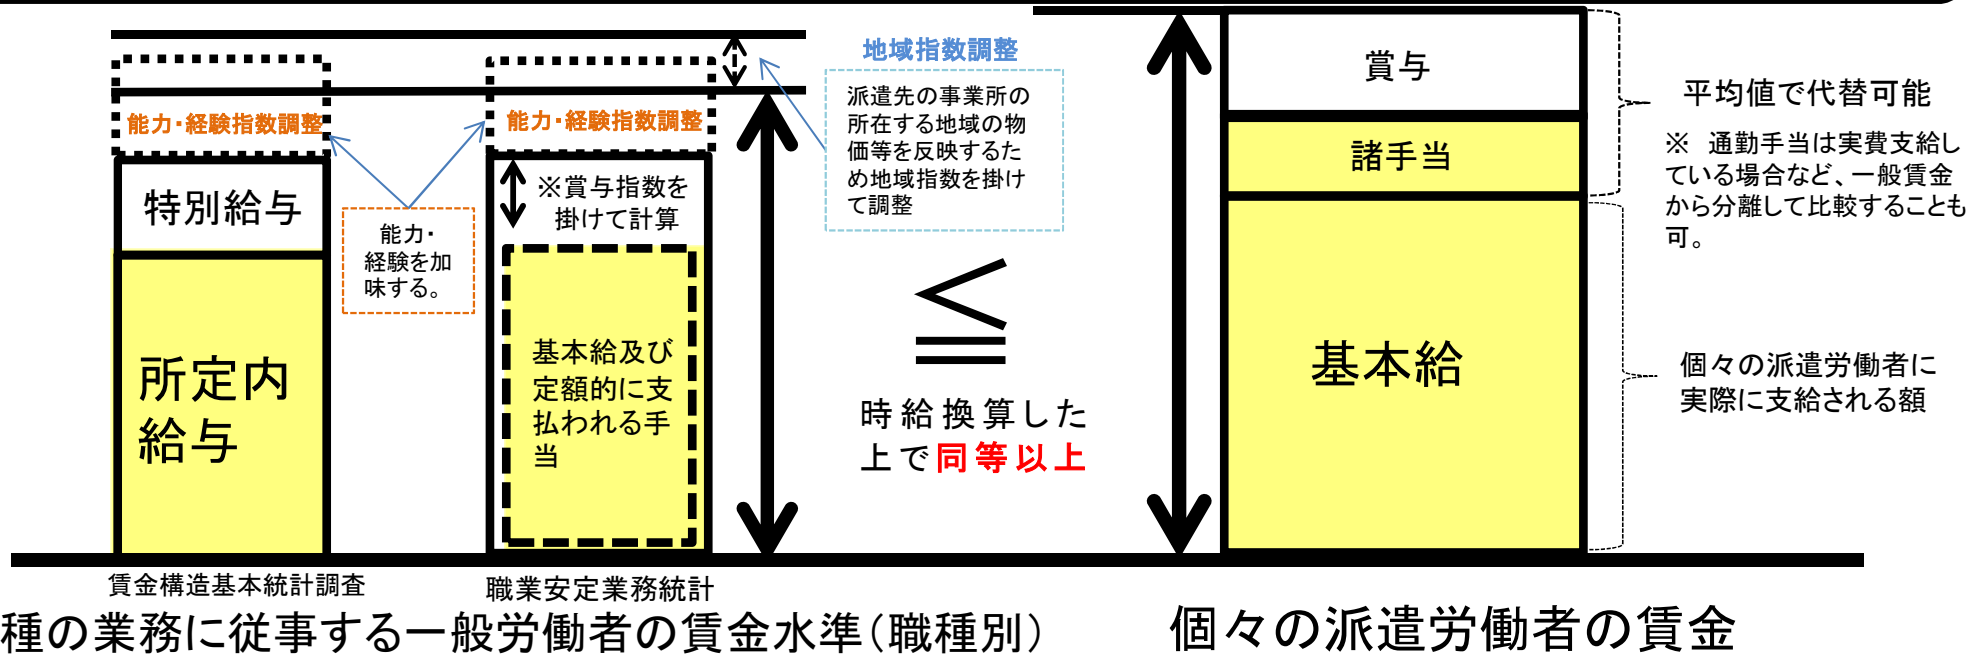 能力・経験指数調整
特別給与
所定内
給与
賃金構造基本統計調査
能力・
経験を加
味する。
能力・経験指数調整
※賞与指数を
掛けて計算
基本給及び
定額的に支
払われる手
当
職業安定業務統計
種の業務に従事する一般労働者の賃金水準（職種別）
地域指数調整
派遣先の事業所の
所在する地域の物
価等を反映するた
め地域指数を掛け
て調整
≦
時給換算した
上で同等以上
賞与
諸手当
基本給
個々の派遣労働者の賃金
平均値で代替可能
※ 通勤手当は実費支給し
ている場合など、一般賃金
から分離して比較することも
可。
個々の派遣労働者に
実際に支給される額